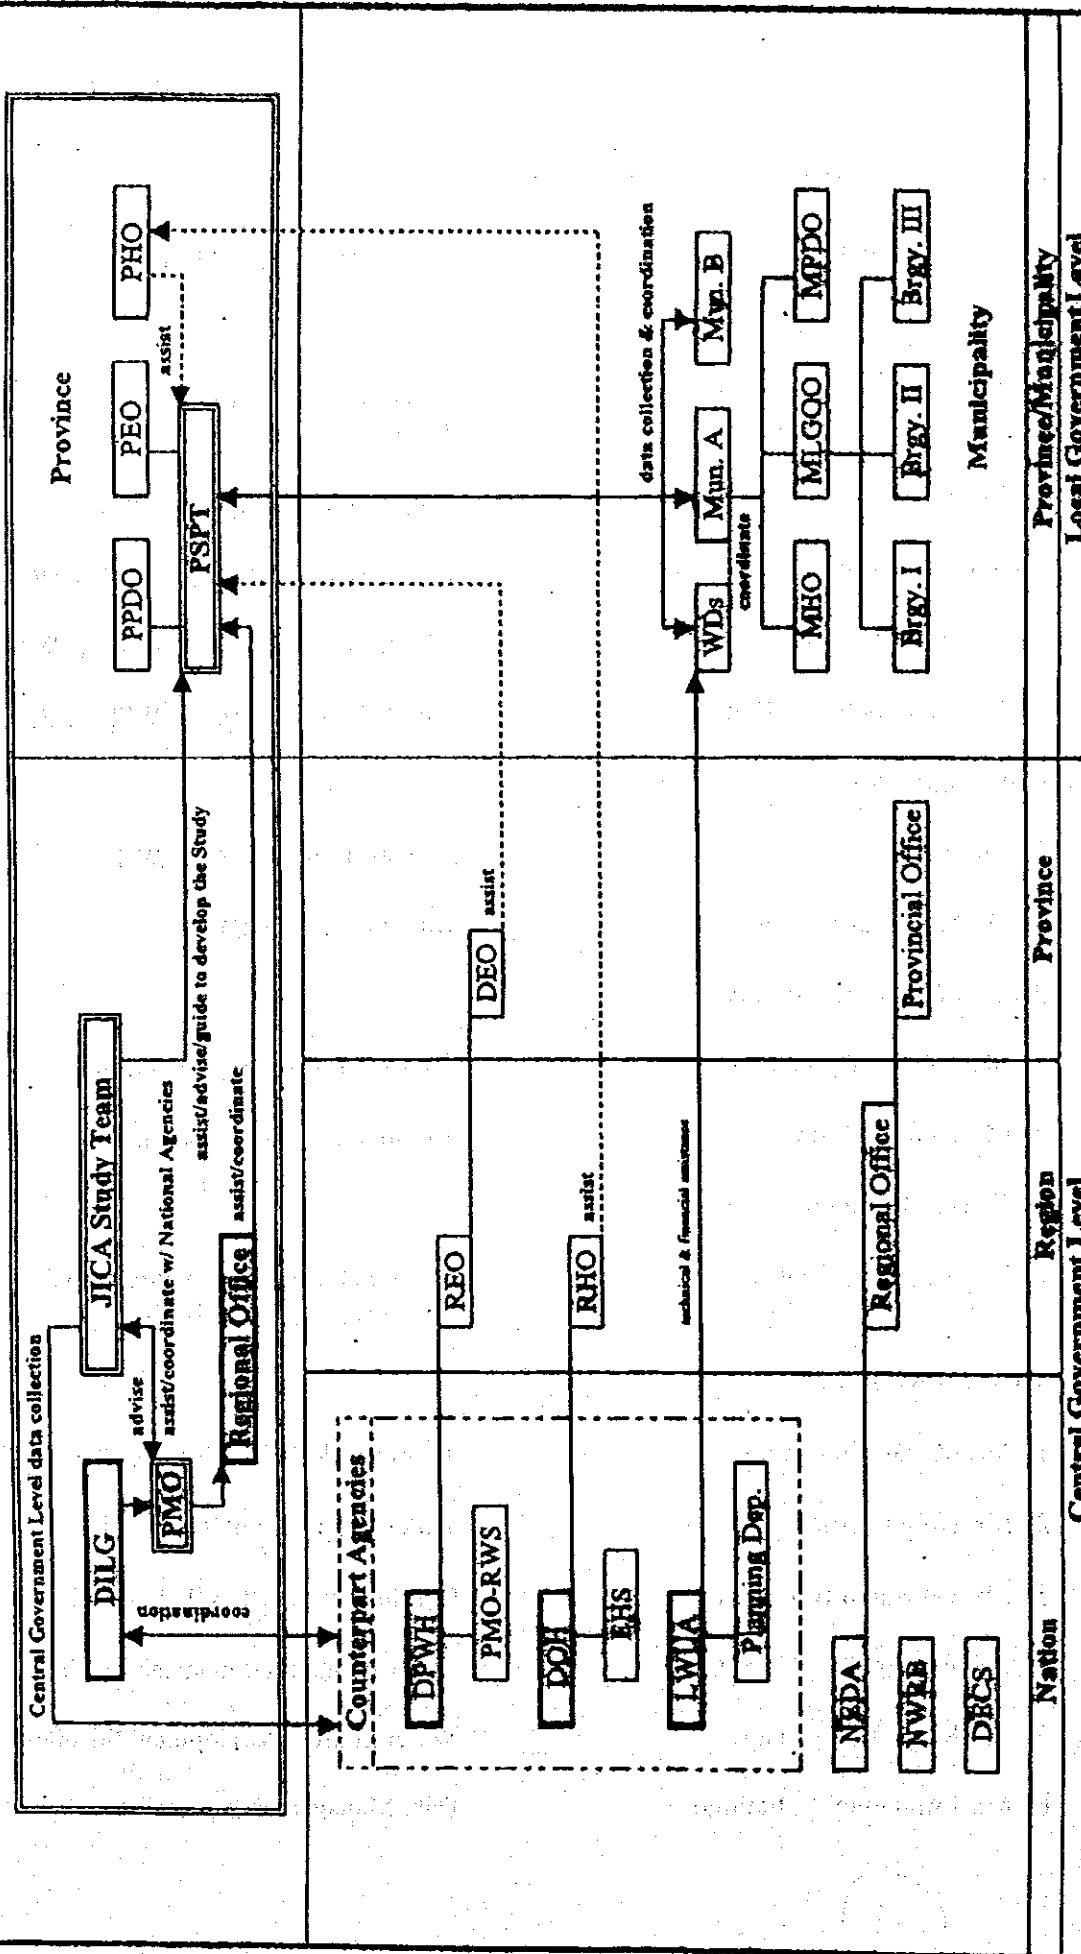 Central Government Level data collection
DILG
JICA Study Team
advise
PMO
assist/coordinate w/ National Agencies
assist/advise/guide to develop the Study
coordination
Regional Office
assist/coordinate
Province
PPDO
PEO
PHO
assist
PSPT
Counterpart Agencies
DPWH
REO
PMO-RWS
DEO
assist
DOH
RHO
assist
EHS
LWUA
technical & financial assistance
Planning Dep.
data collection & coordination
WDs
Mun. A
Mun. B
coordinate
MHO
MLGOO
MPDO
NEDA
Regional Office
Provincial Office
Brgy. I
Brgy. II
Brgy. III
NWRB
DBCS
Municipality
Nation
Region
Province
Province/Municipality
Central Government Level
Local Government Level